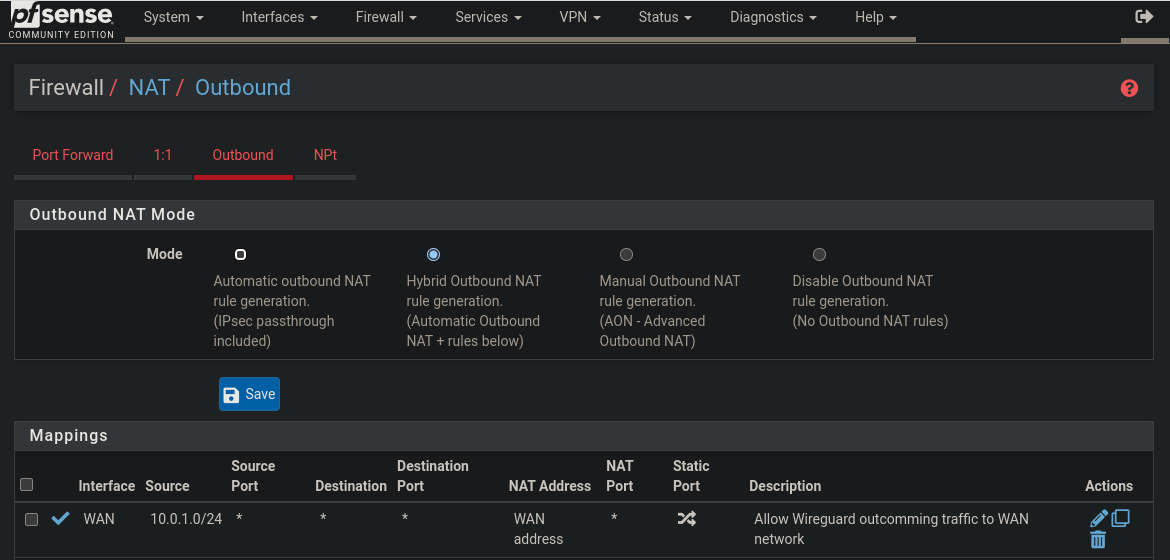 pfsense
COMMUNITY EDITION
System Interfaces Firewall Services VPN Status Diagnostics Help
Firewall / NAT / Outbound
?
Port Forward 1:1 Outbound NPt
Outbound NAT Mode
Mode
Automatic outbound NAT
rule generation.
(IPsec passthrough
included)
Hybrid Outbound NAT
rule generation.
(Automatic Outbound
NAT + rules below)
Manual Outbound NAT
rule generation.
(AON - Advanced
Outbound NAT)
Disable Outbound NAT
rule generation.
(No Outbound NAT rules)
Save
Mappings
Interface
Source
Source
Port
Destination
Destination
Port
NAT Address
NAT
Port
Static
Port
Description
Actions
WAN
10.0.1.0/24
*
*
*
WAN
address
*
Allow Wireguard outcomming traffic to WAN
network